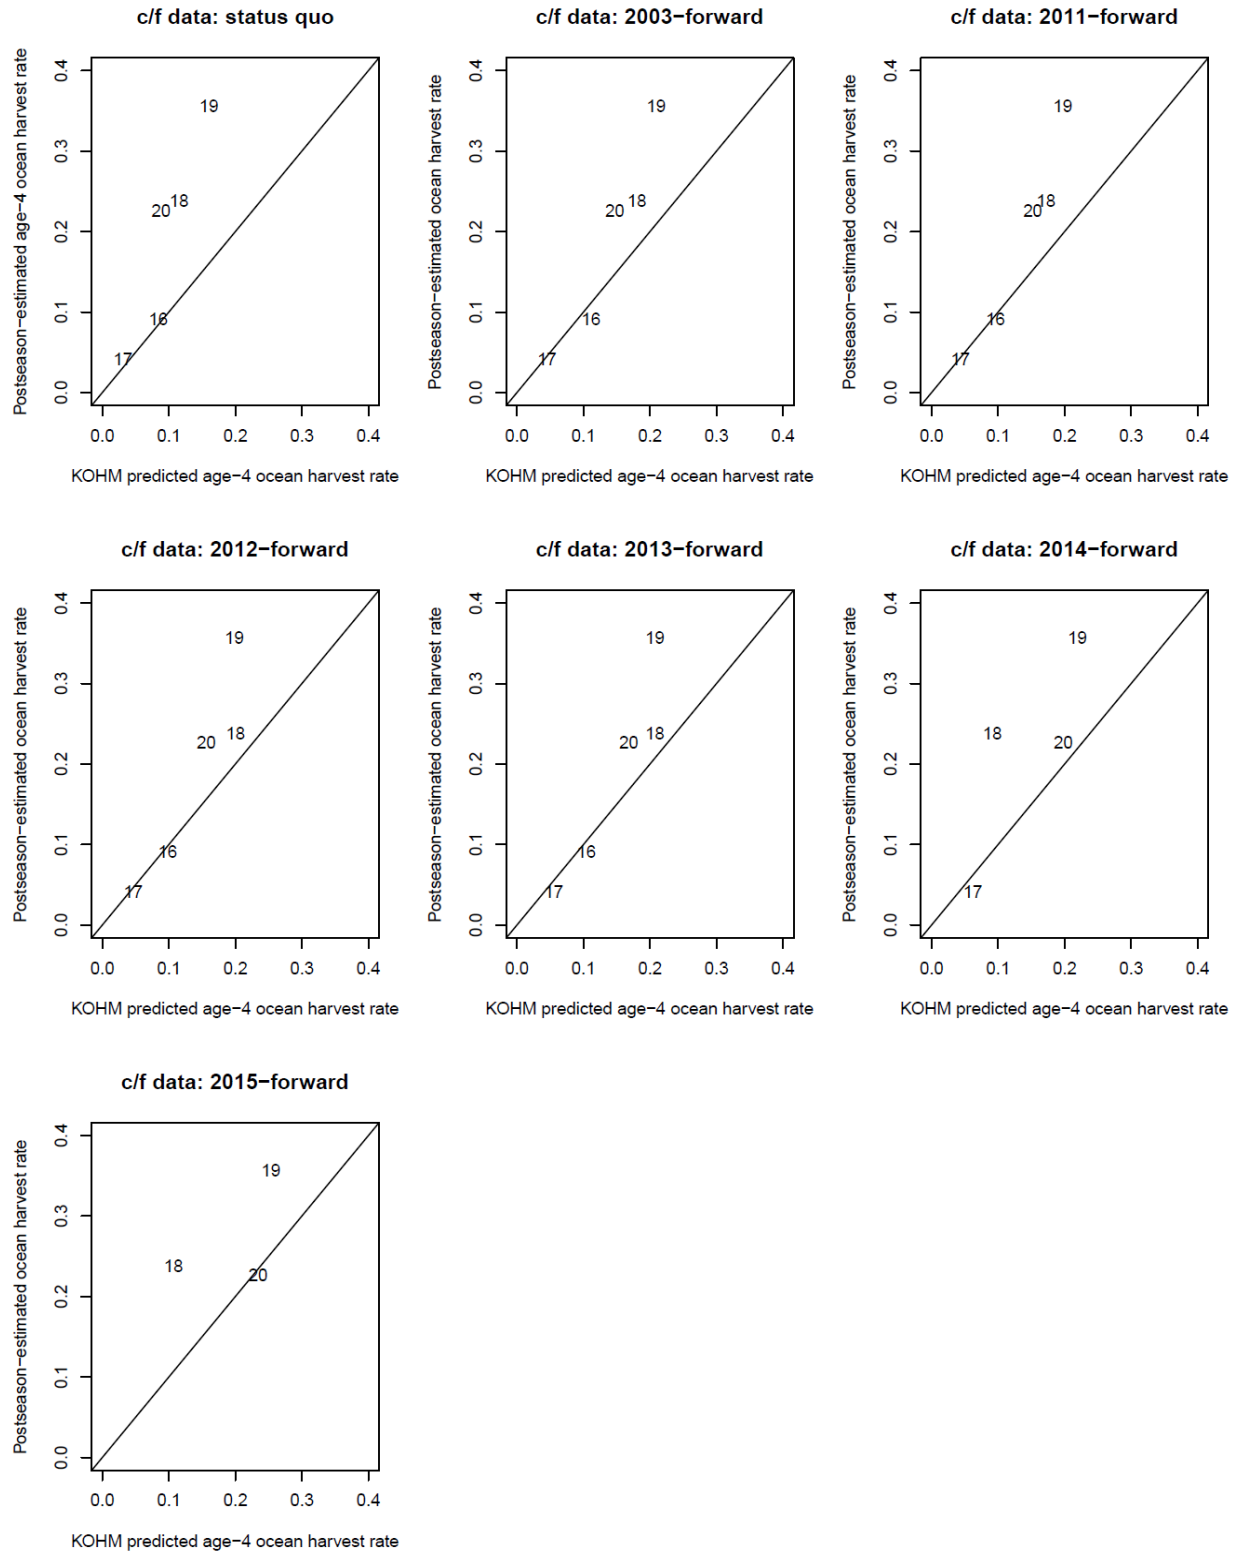 c/f data: status quo
Postseason−estimated age−4 ocean harvest rate
0.4
0.3
0.2
0.1
0.0
19
18
20
16
17
0.0 0.1 0.2 0.3 0.4
KOHM predicted age−4 ocean harvest rate
c/f data: 2003−forward
Postseason−estimated ocean harvest rate
0.4
0.3
0.2
0.1
0.0
19
18
20
16
17
0.0 0.1 0.2 0.3 0.4
KOHM predicted age−4 ocean harvest rate
c/f data: 2011−forward
Postseason−estimated ocean harvest rate
0.4
0.3
0.2
0.1
0.0
19
18
20
16
17
0.0 0.1 0.2 0.3 0.4
KOHM predicted age−4 ocean harvest rate
c/f data: 2012−forward
Postseason−estimated ocean harvest rate
0.4
0.3
0.2
0.1
0.0
19
18
20
16
17
0.0 0.1 0.2 0.3 0.4
KOHM predicted age−4 ocean harvest rate
c/f data: 2013−forward
Postseason−estimated ocean harvest rate
0.4
0.3
0.2
0.1
0.0
19
18
20
16
17
0.0 0.1 0.2 0.3 0.4
KOHM predicted age−4 ocean harvest rate
c/f data: 2014−forward
Postseason−estimated ocean harvest rate
0.4
0.3
0.2
0.1
0.0
19
18
20
17
0.0 0.1 0.2 0.3 0.4
KOHM predicted age−4 ocean harvest rate
c/f data: 2015−forward
Postseason−estimated ocean harvest rate
0.4
0.3
0.2
0.1
0.0
19
18
20
0.0 0.1 0.2 0.3 0.4
KOHM predicted age−4 ocean harvest rate